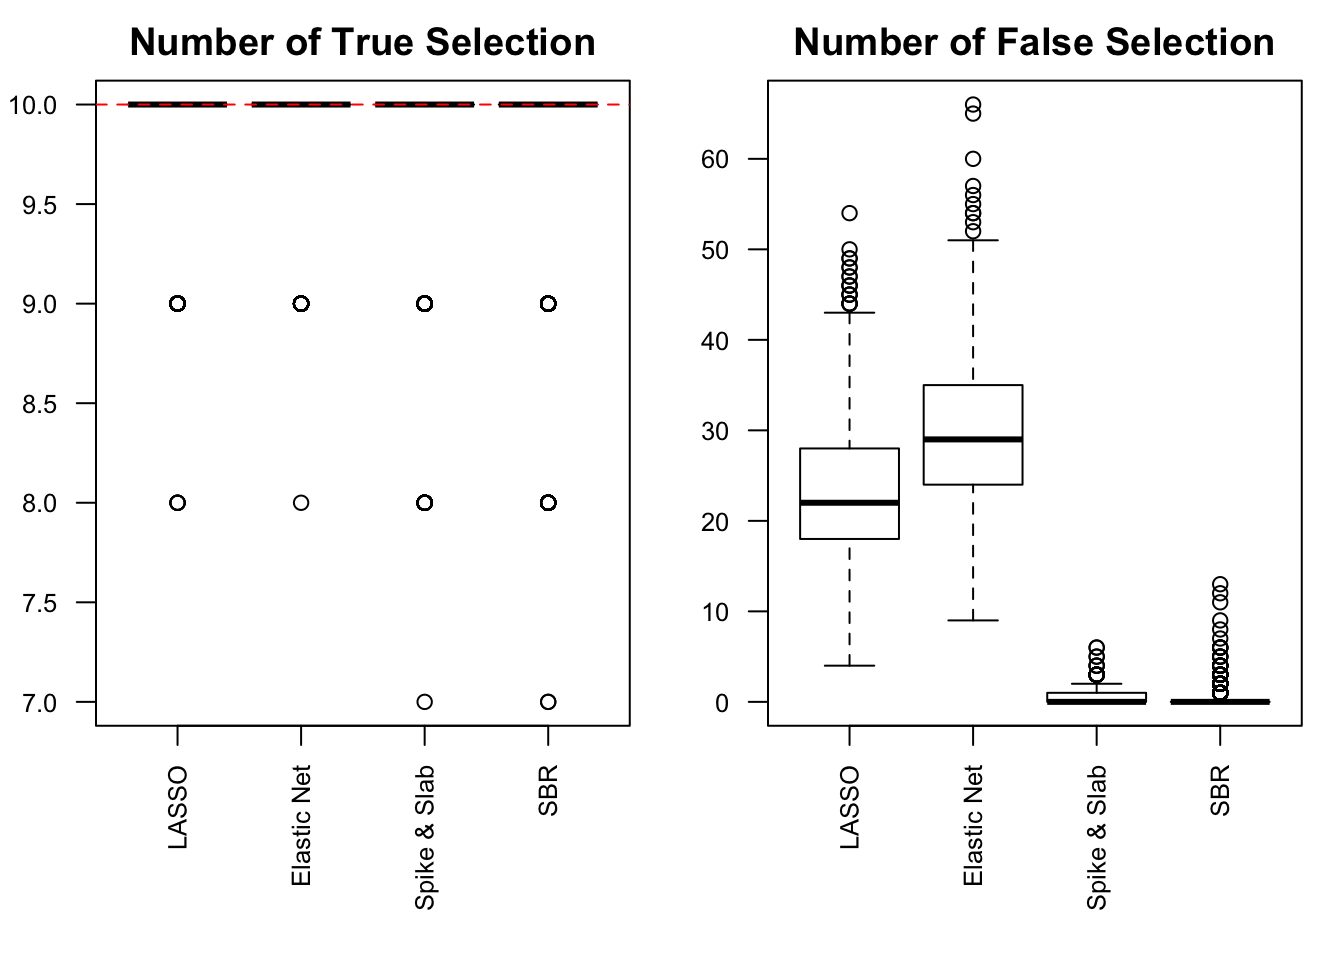 Number of True Selection
10.0
9.5
9.0
8.5
8.0
7.5
7.0
LASSO
Elastic Net
Spike & Slab
SBR
Number of False Selection
60
50
40
30
20
10
0
LASSO
Elastic Net
Spike & Slab
SBR